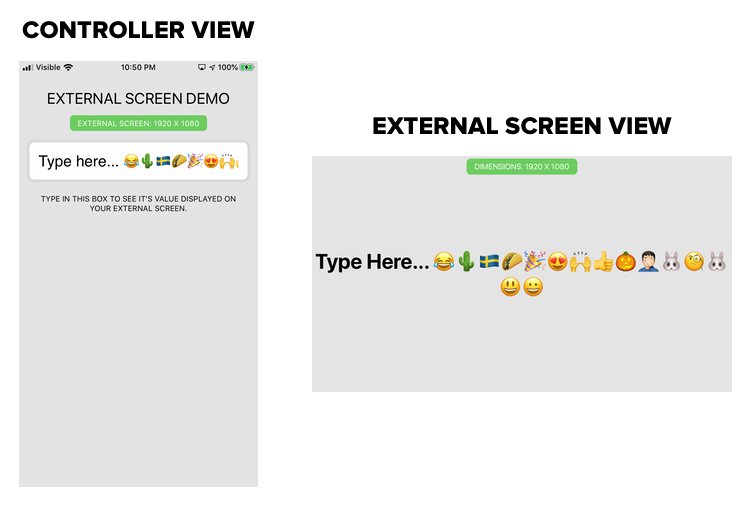 CONTROLLER VIEW
Visible 10:50 PM 100%
EXTERNAL SCREEN DEMO
EXTERNAL SCREEN: 1920 X 1080
Type here... 😂🌵🇸🇪🌮🎉😍🙌
TYPE IN THIS BOX TO SEE IT'S VALUE DISPLAYED ON
YOUR EXTERNAL SCREEN.
EXTERNAL SCREEN VIEW
DIMENSIONS: 1920 X 1080
Type Here... 😂🌵🇸🇪🌮🎉😍🙌👍🎃🤦🏻‍♂️🐰🧐🐰
😃😀